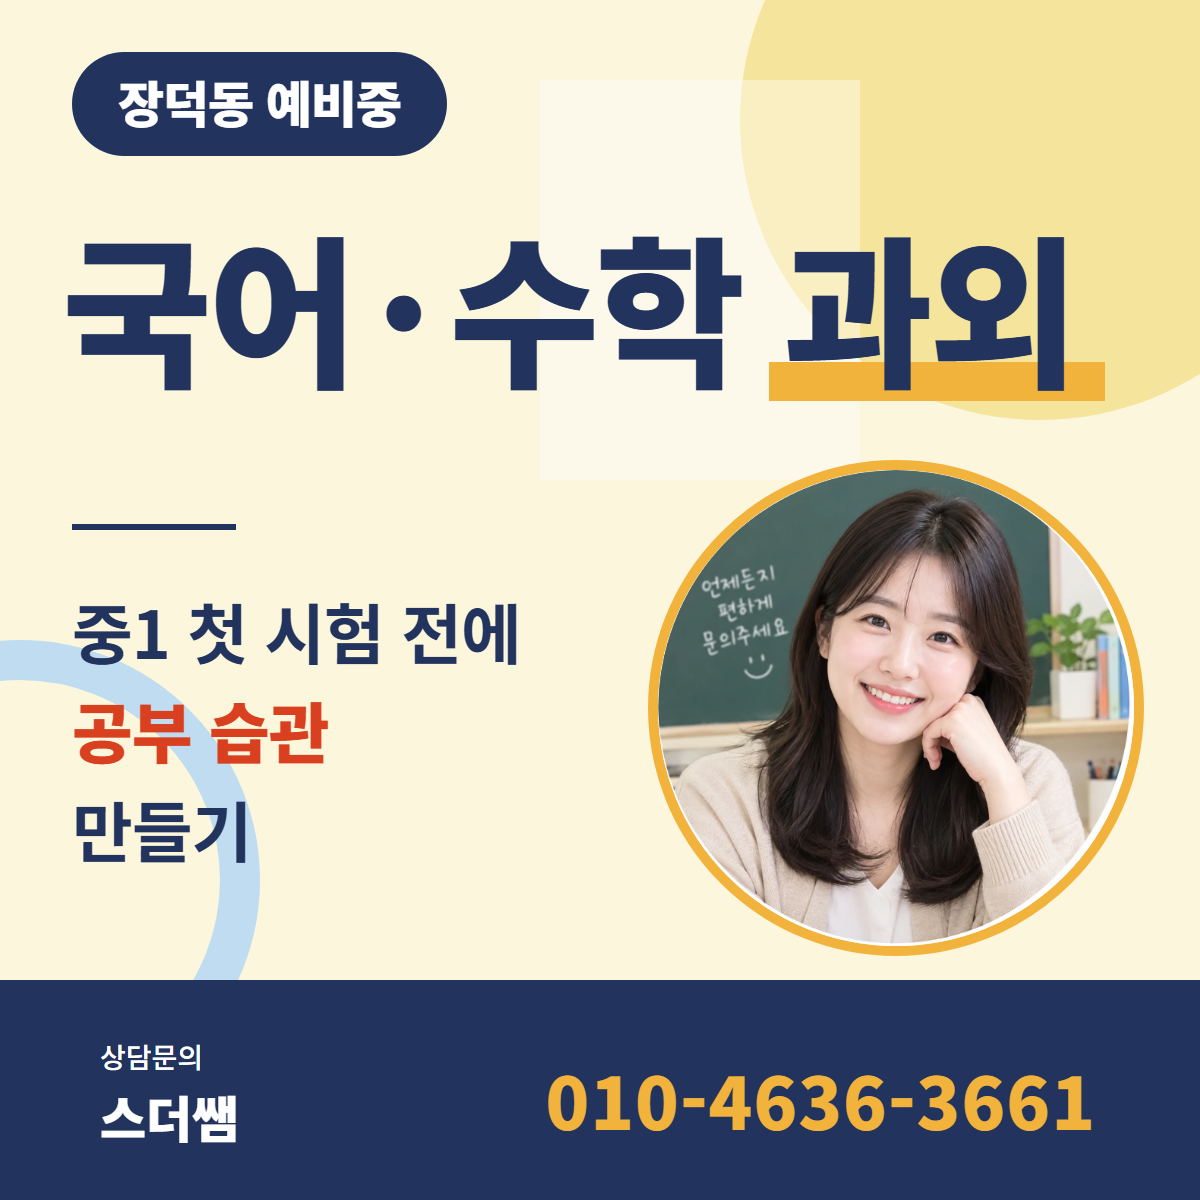 장덕동 예비중
국어·수학 과외
중1 첫 시험 전에
공부 습관
만들기
언제든지
편하게
문의주세요
상담문의
스더쌤
010-4636-3661